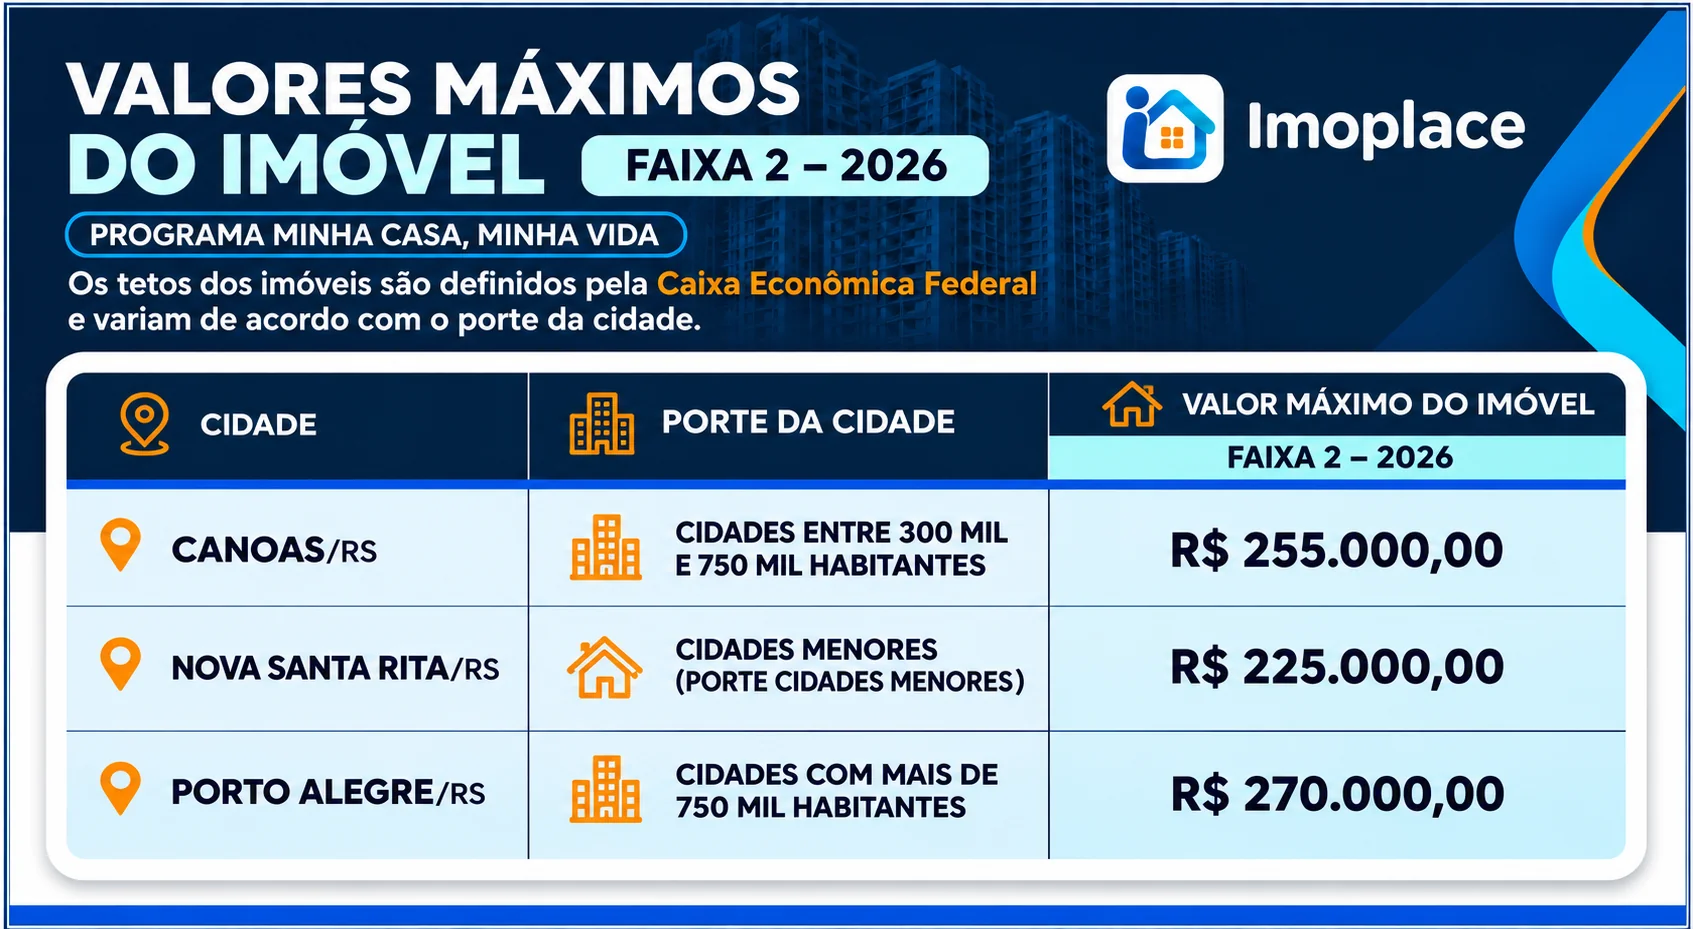 VALORES MÁXIMOS
DO IMÓVEL
FAIXA 2 – 2026
Imoplace
PROGRAMA MINHA CASA, MINHA VIDA
Os tetos dos imóveis são definidos pela Caixa Econômica Federal
e variam de acordo com o porte da cidade.
CIDADE
PORTE DA CIDADE
VALOR MÁXIMO DO IMÓVEL
FAIXA 2 – 2026
CANOAS/RS
CIDADES ENTRE 300 MIL
E 750 MIL HABITANTES
R$ 255.000,00
NOVA SANTA RITA/RS
CIDADES MENORES
(PORTE CIDADES MENORES)
R$ 225.000,00
PORTO ALEGRE/RS
CIDADES COM MAIS DE
750 MIL HABITANTES
R$ 270.000,00